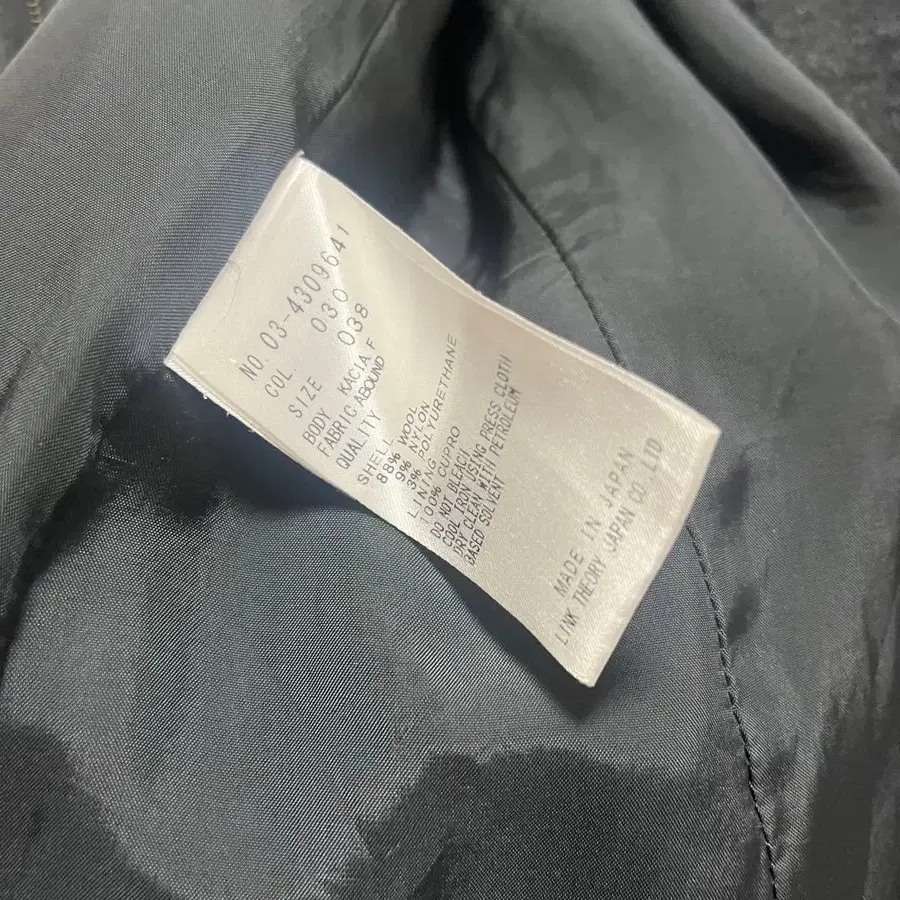 NO. 03-4309641
COL. 030
SIZE 038
BODY KACIA F
FABRIC ABOUND
QUALITY
SHELL
88% WOOL
9% NYLON
3% POLYURETHANE
LINING
100% CUPRO
DO NOT BLEACH
COOL IRON USING PRESS CLOTH
DRY CLEAN WITH PETROLEUM
BASED SOLVENT
MADE IN JAPAN
LINK THEORY JAPAN CO LTD